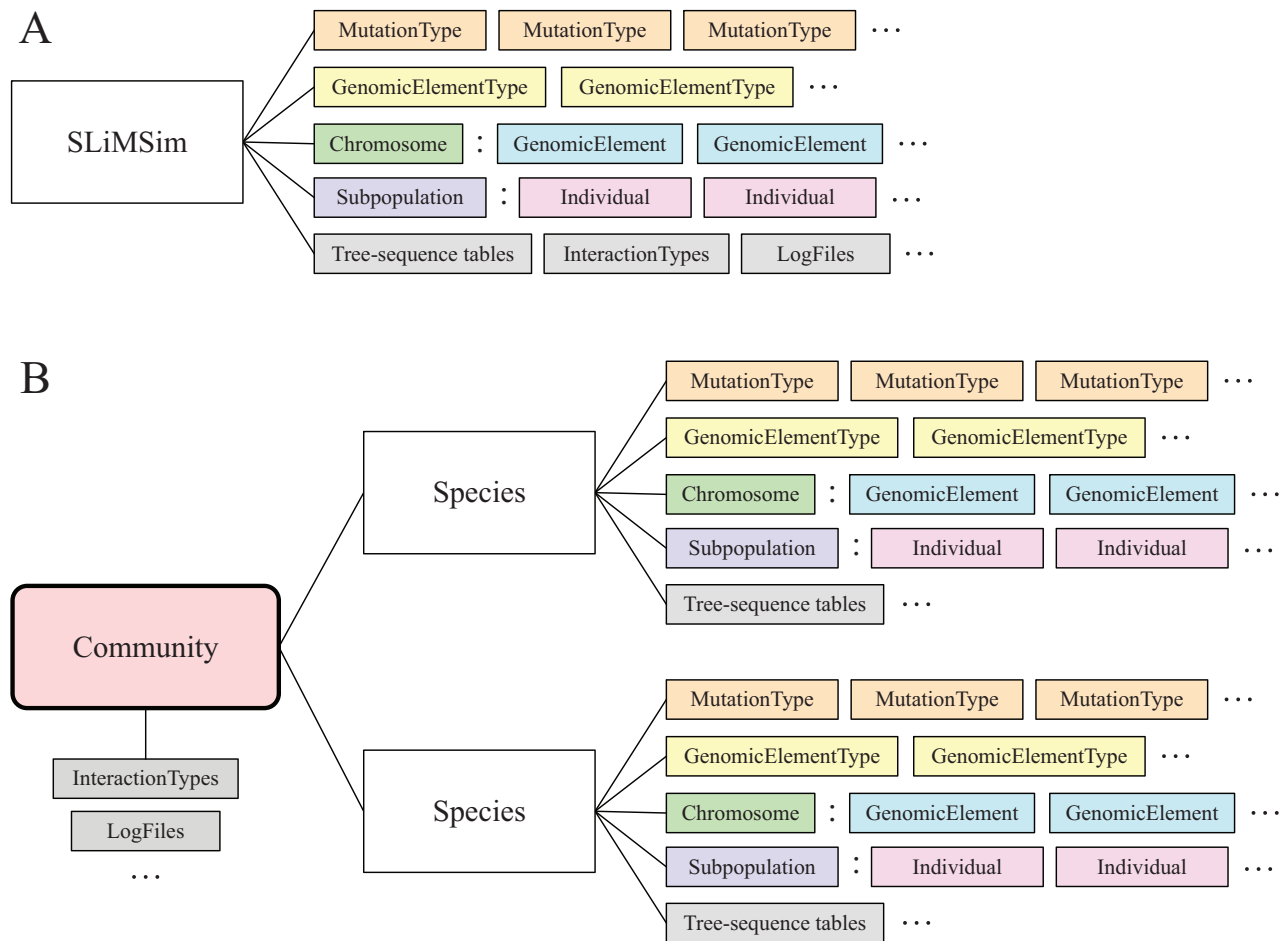 A
MutationType MutationType MutationType ...
GenomicElementType GenomicElementType ...
SLiMSim
Chromosome : GenomicElement GenomicElement ...
Subpopulation : Individual Individual ...
Tree-sequence tables InteractionTypes LogFiles ...
B
MutationType MutationType MutationType ...
GenomicElementType GenomicElementType ...
Species
Chromosome : GenomicElement GenomicElement ...
Subpopulation : Individual Individual ...
Tree-sequence tables ...
Community
InteractionTypes
LogFiles
...
MutationType MutationType MutationType ...
GenomicElementType GenomicElementType ...
Species
Chromosome : GenomicElement GenomicElement ...
Subpopulation : Individual Individual ...
Tree-sequence tables ...